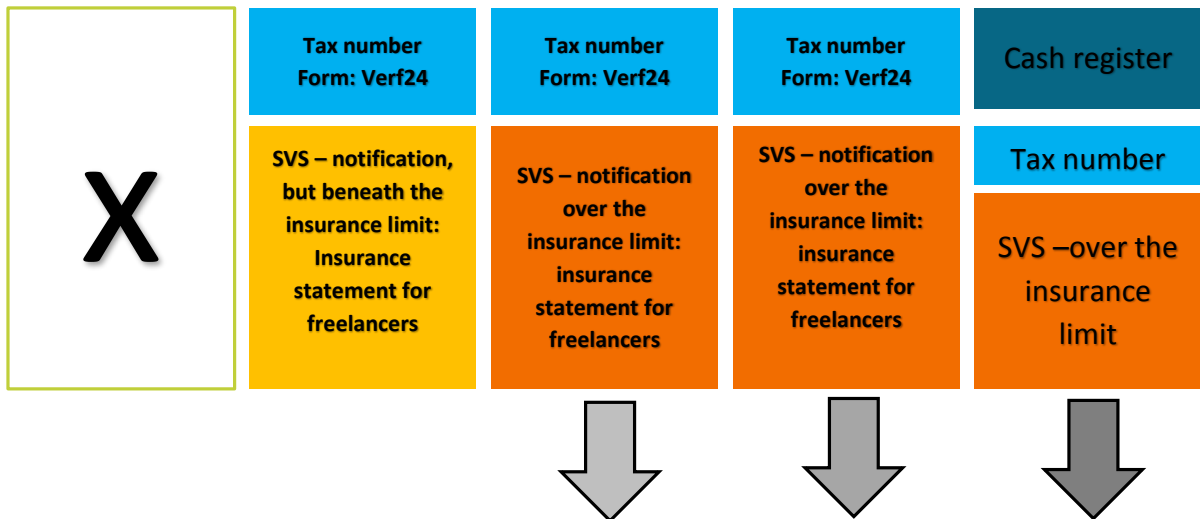 X
Tax number
Form: Verf24
SVS – notification,
but beneath the
insurance limit:
Insurance
statement for
freelancers
Tax number
Form: Verf24
SVS – notification
over the
insurance limit:
insurance
statement for
freelancers
Tax number
Form: Verf24
SVS – notification
over the
insurance limit:
insurance
statement for
freelancers
Cash register
Tax number
SVS –over the
insurance
limit